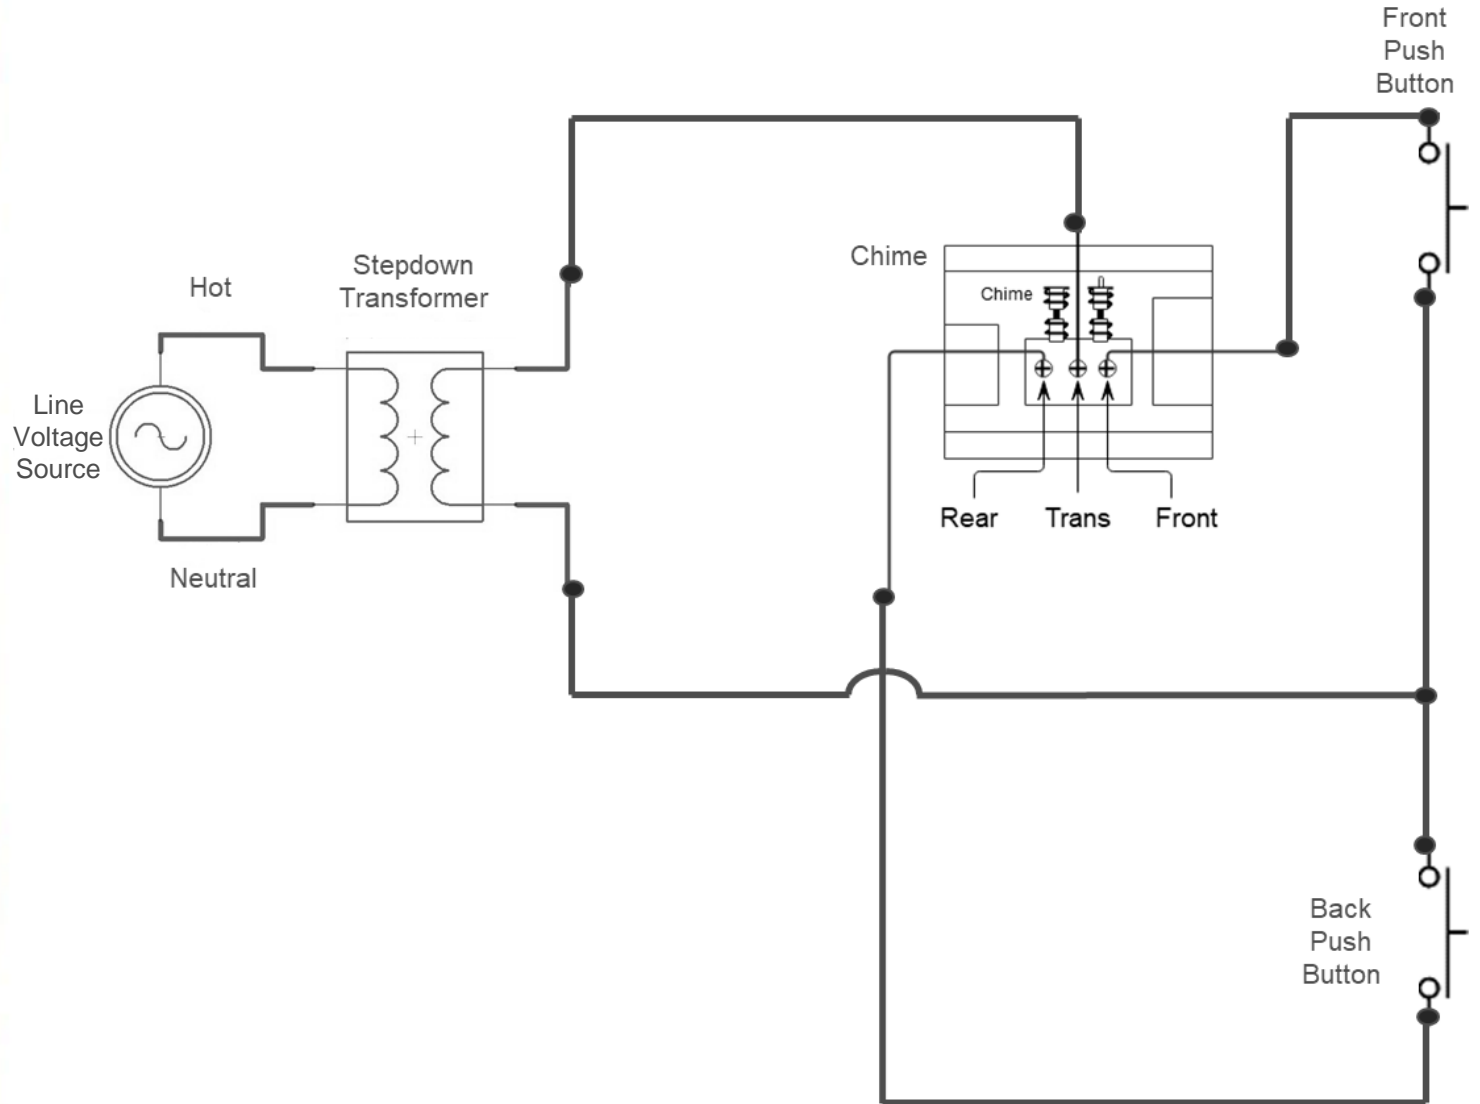 Front
Push
Button
Hot
Stepdown
Transformer
Chime
Chime
Line
Voltage
Source
Neutral
Rear
Trans
Front
Back
Push
Button